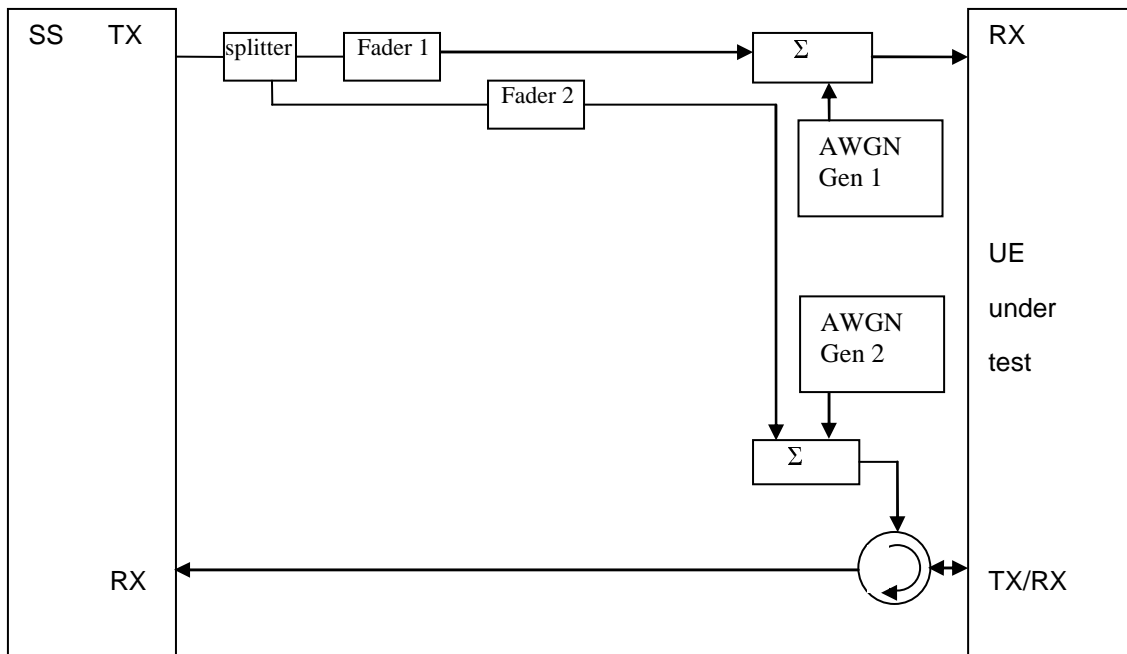 SS TX
splitter
Fader 1
Σ
RX
Fader 2
AWGN
Gen 1
UE
under
test
AWGN
Gen 2
Σ
RX
TX/RX